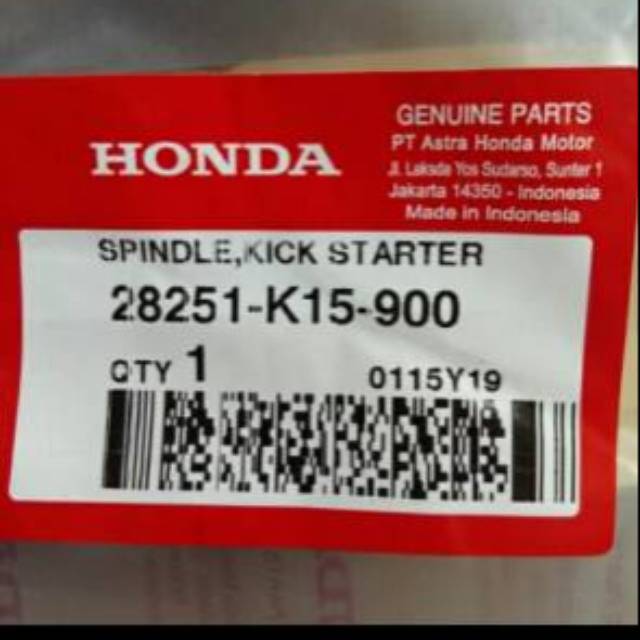 HONDA
GENUINE PARTS
PT Astra Honda Motor
Jl. Laksda Yos Sudarso, Sunter 1
Jakarta 14350 - Indonesia
Made in Indonesia
SPINDLE,KICK STARTER
28251-K15-900
QTY 1
0115Y19